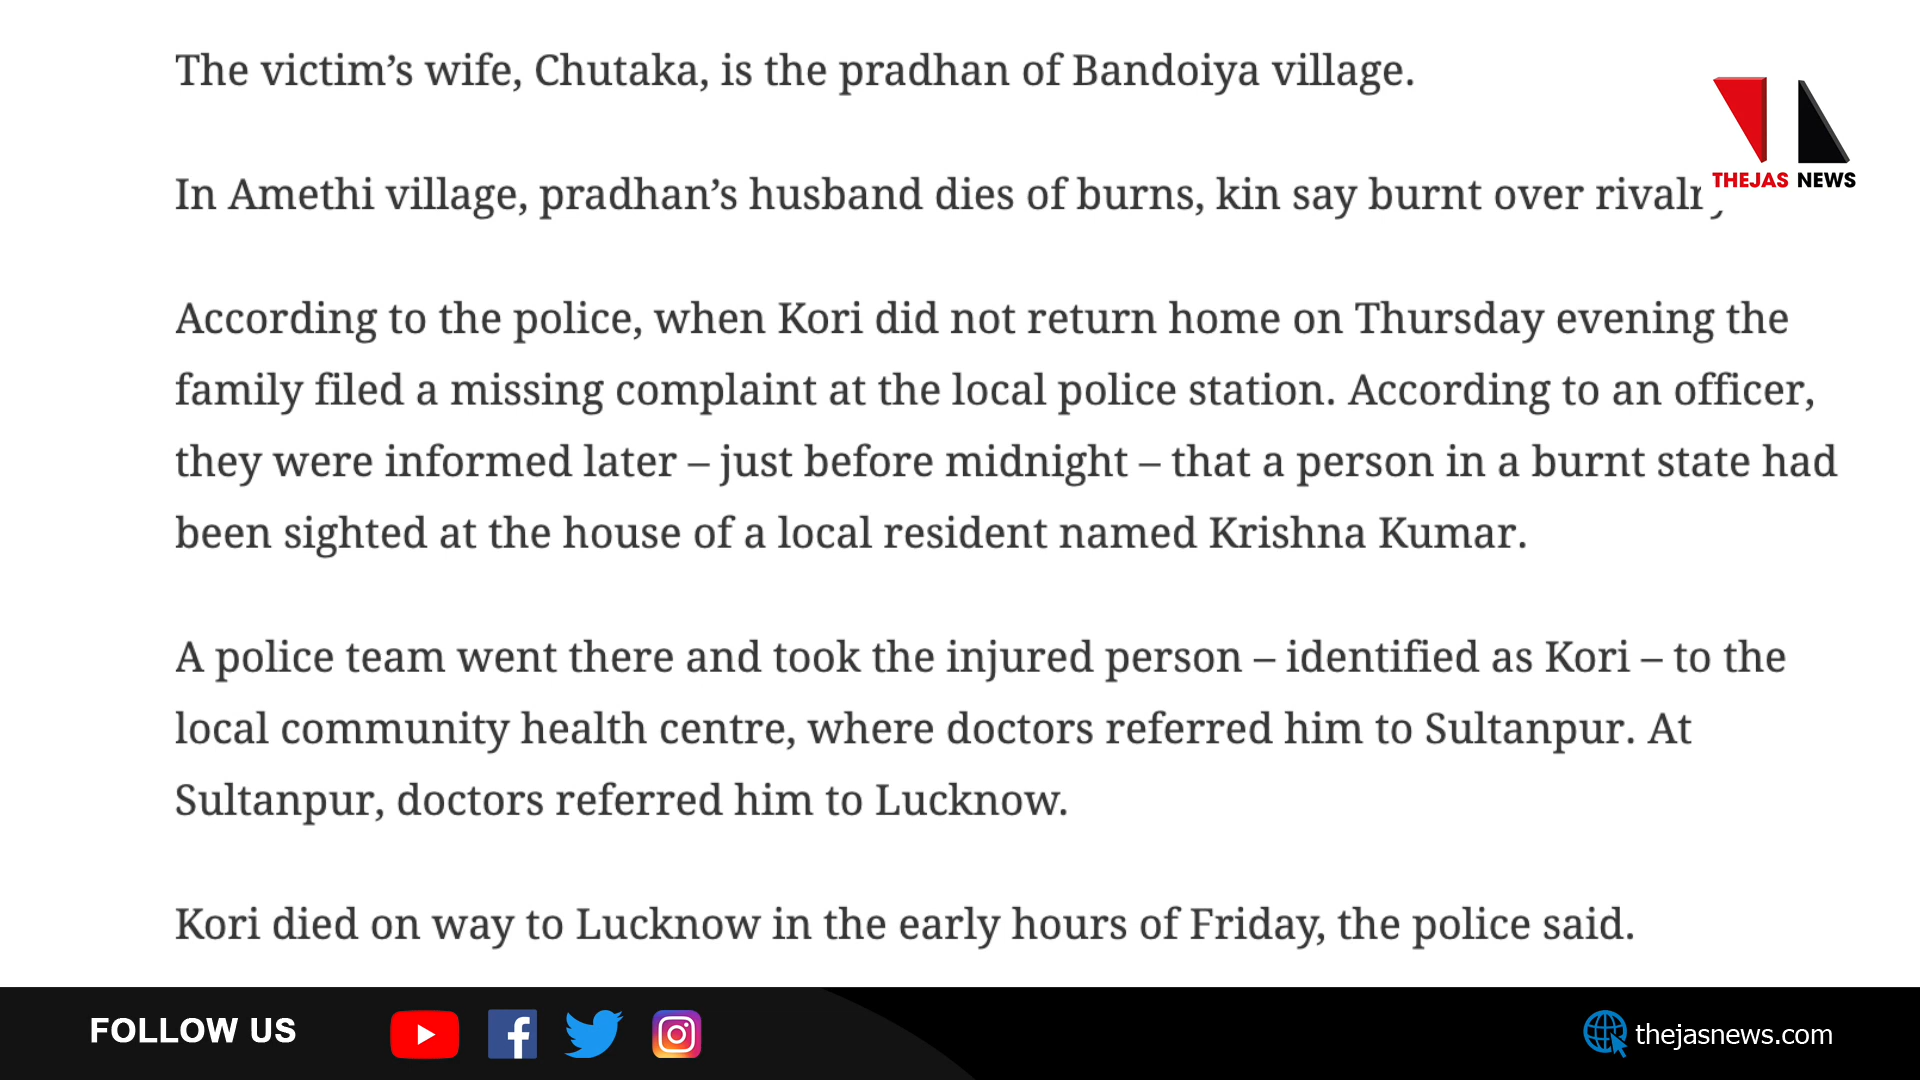 The victim’s wife, Chutaka, is the pradhan of Bandoiya village.
In Amethi village, pradhan’s husband dies of burns, kin say burnt over
THEJAS NEWS
According to the police, when Kori did not return home on Thursday evening the
family filed a missing complaint at the local police station. According to an officer,
they were informed later – just before midnight – that a person in a burnt state had
been sighted at the house of a local resident named Krishna Kumar.
A police team went there and took the injured person – identified as Kori – to the
local community health centre, where doctors referred him to Sultanpur. At
Sultanpur, doctors referred him to Lucknow.
Kori died on way to Lucknow in the early hours of Friday, the police said.
FOLLOW US
thejasnews.com